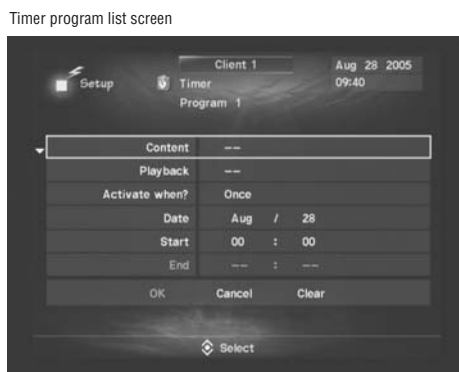 Timer program list screen
Client 1
Aug 28 2005
Setup
Timer
09:40
Program 1
Content --
Playback --
Activate when? Once
Date Aug / 28
Start 00 : 00
End -- : --
OK Cancel Clear
Select